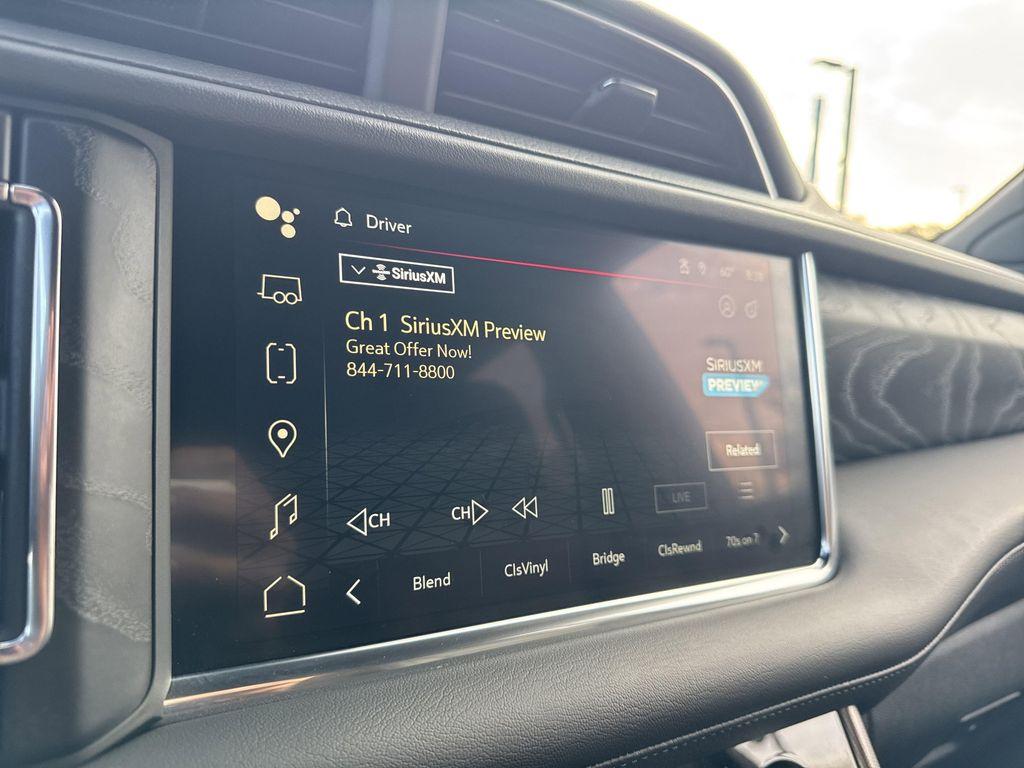 Driver
60°
SiriusXM
Ch 1 SiriusXM Preview
Great Offer Now!
844-711-8800
SIRIUSXM
PREVIEW
Related
CH
CH
LIVE
Blend
ClsVinyl
Bridge
ClsRewnd
70s on 7